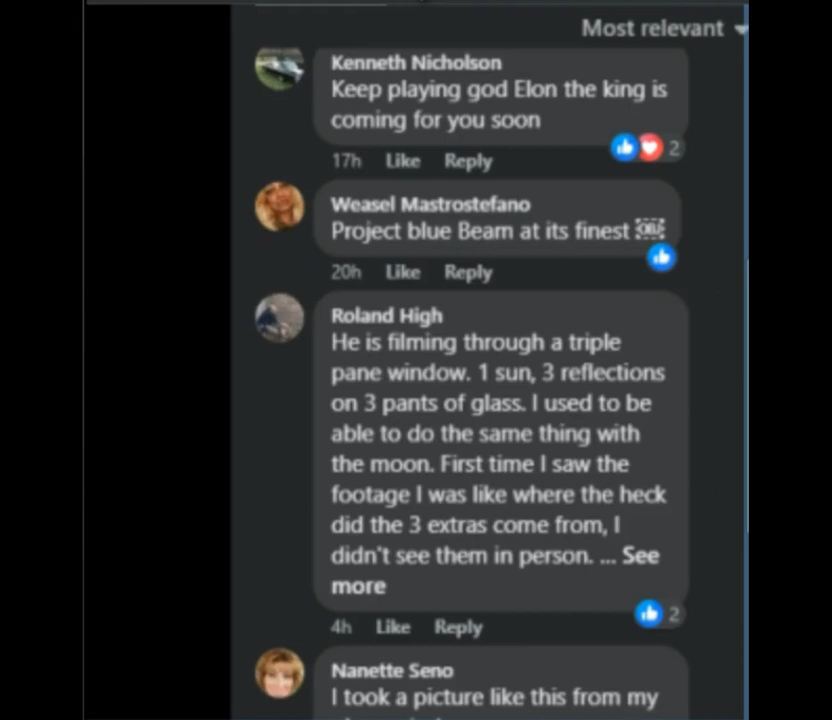 Most relevant
Kenneth Nicholson
Keep playing god Elon the king is
coming for you soon
2
17h Like Reply
Weasel Mastrostefano
Project blue Beam at its finest
20h Like Reply
Roland High
He is filming through a triple
pane window. 1 sun, 3 reflections
on 3 pants of glass. I used to be
able to do the same thing with
the moon. First time I saw the
footage I was like where the heck
did the 3 extras come from, I
didn't see them in person. ... See
more
2
4h Like Reply
Nanette Seno
I took a picture like this from my